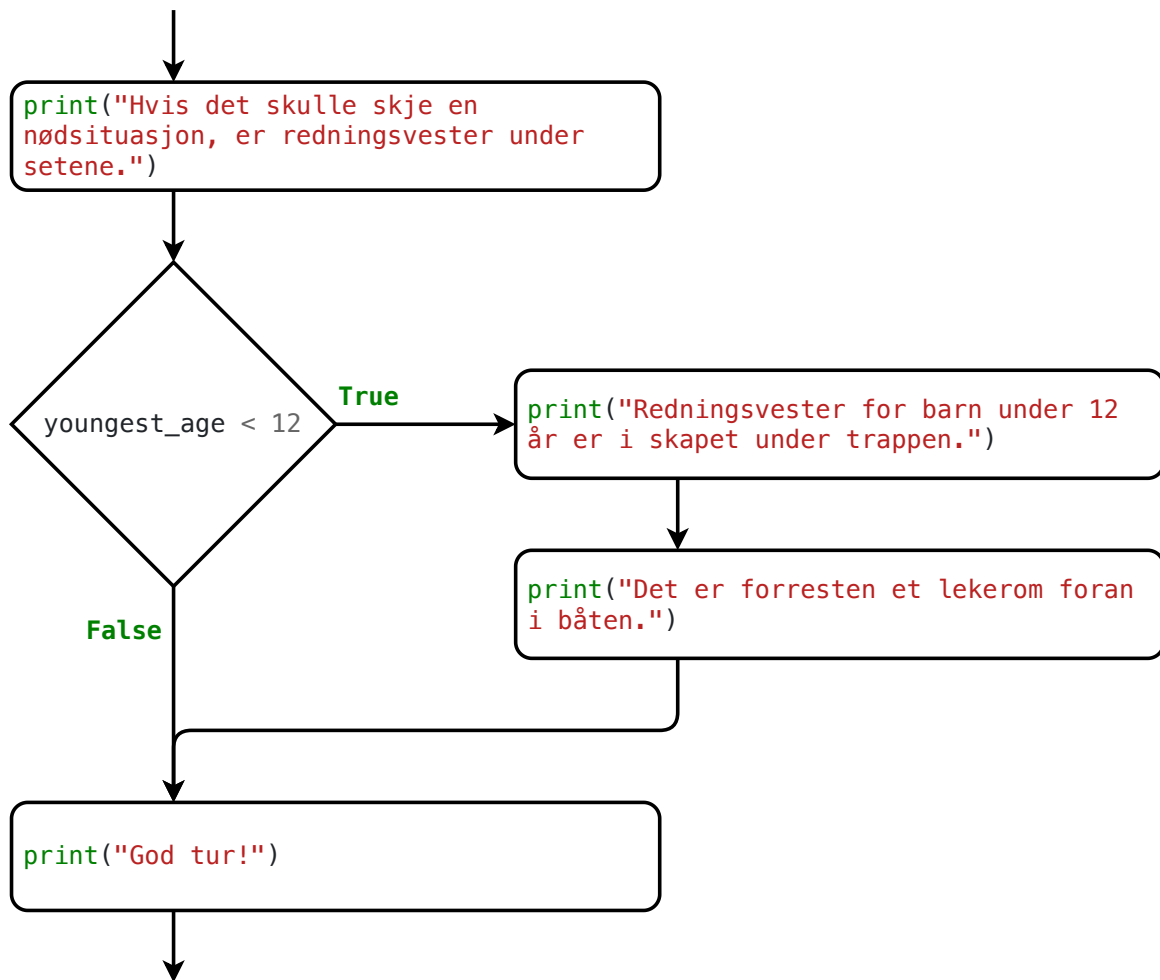 print("Hvis det skulle skje en
nødsituasjon, er redningsvester under
setene.")
youngest_age < 12
True
print("Redningsvester for barn under 12
år er i skapet under trappen.")
print("Det er forresten et lekerom foran
i båten.")
False
print("God tur!")